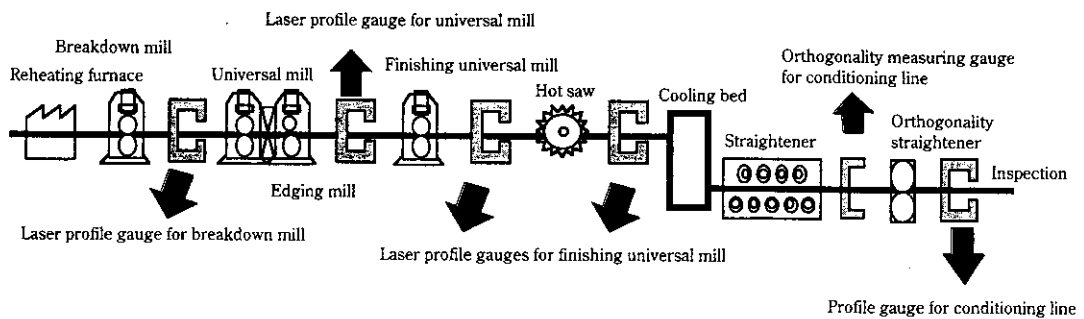 Laser profile gauge for universal mill
Breakdown mill
Reheating furnace
Universal mill
Finishing universal mill
Orthogonality measuring gauge
for conditioning line
Hot saw
Cooling bed
Straightener
Orthogonality
straightener
Inspection
Edging mill
Laser profile gauge for breakdown mill
Laser profile gauges for finishing universal mill
Profile gauge for conditioning line